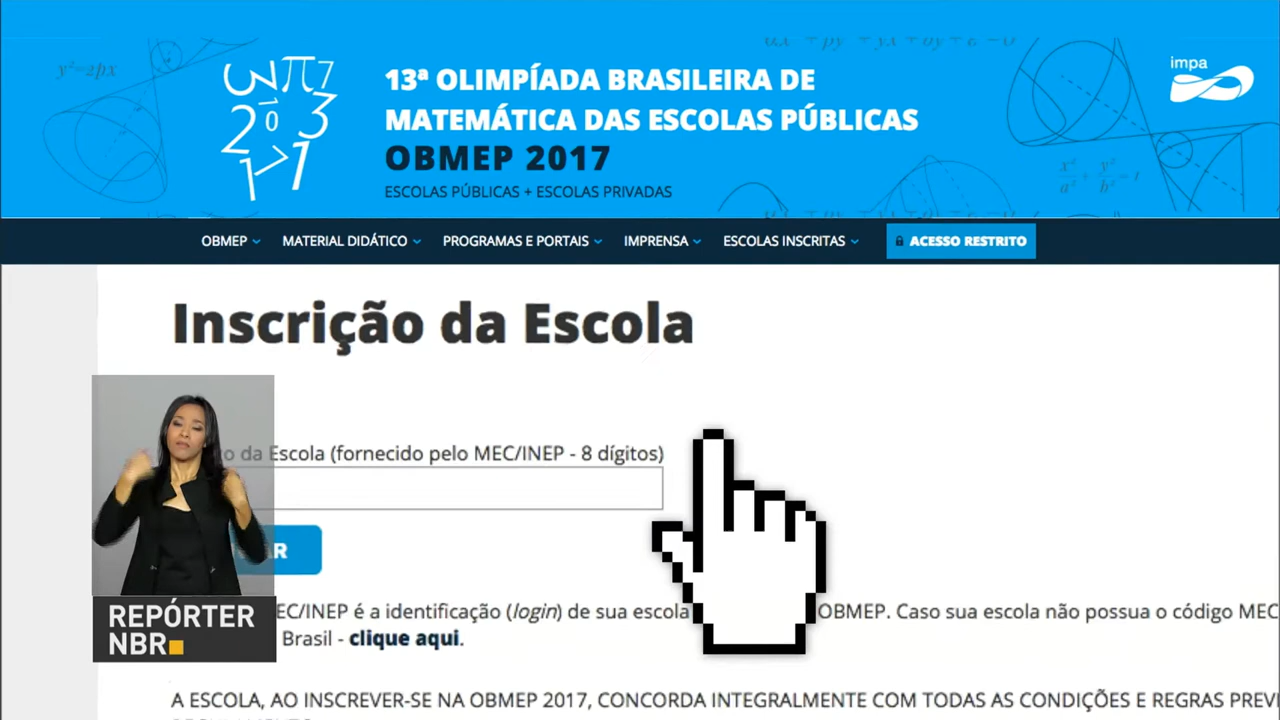 y²=2px
impa
13ª OLIMPÍADA BRASILEIRA DE
MATEMÁTICA DAS ESCOLAS PÚBLICAS
OBMEP 2017
ESCOLAS PÚBLICAS + ESCOLAS PRIVADAS
OBMEP
MATERIAL DIDÁTICO
PROGRAMAS E PORTAIS
IMPRENSA
ESCOLAS INSCRITAS
ACESSO RESTRITO
Inscrição da Escola
da Escola (fornecido pelo MEC/INEP - 8 dígitos)
EC/INEP é a identificação (login) de sua escola OBMEP. Caso sua escola não possua o código MEC
Brasil - clique aqui.
A ESCOLA, AO INSCREVER-SE NA OBMEP 2017, CONCORDA INTEGRALMENTE COM TODAS AS CONDIÇÕES E REGRAS PREVI
REPÓRTER
NBR